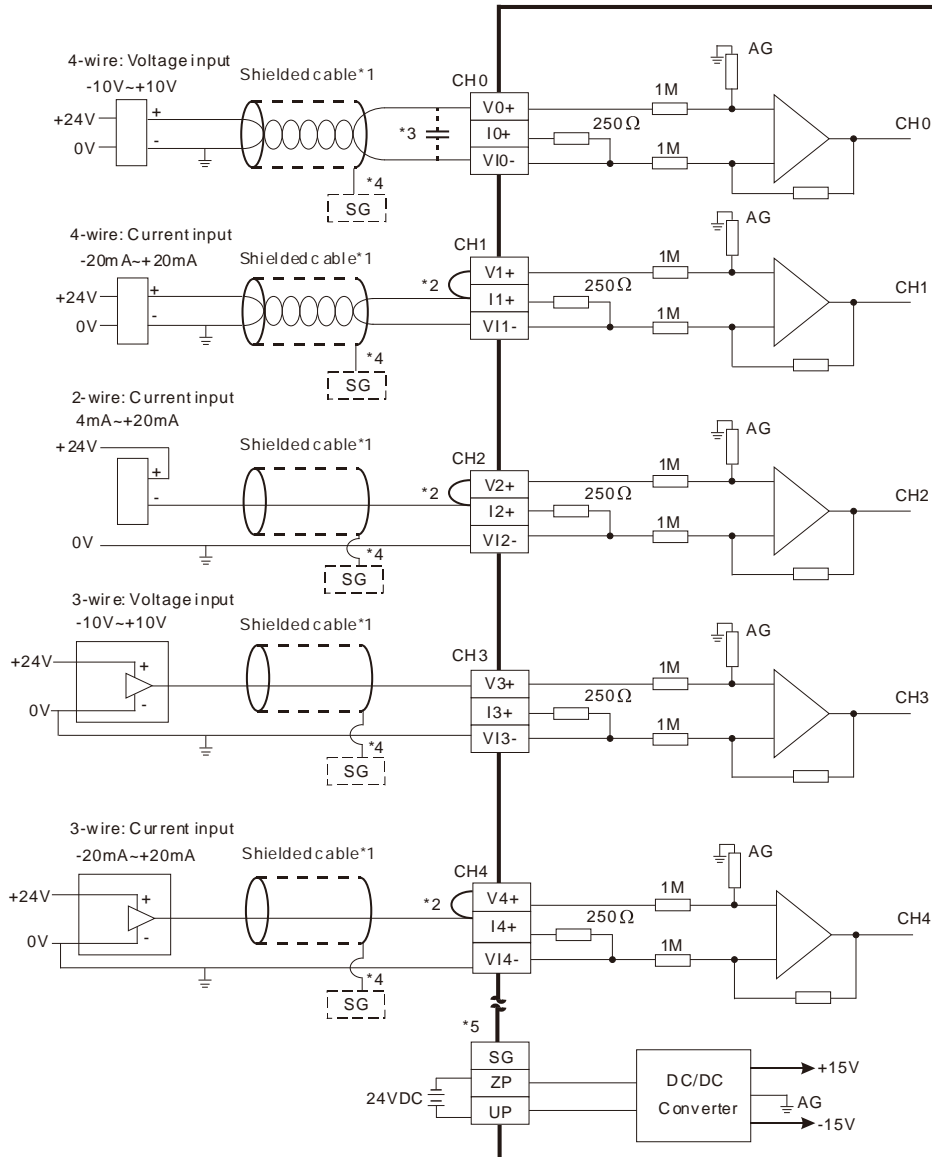 4-wire: Voltage input
-10V~+10V
+24V
0V
+
-
Shielded cable*1
*3
*4
SG
CH0
V0+
I0+
VI0-
250Ω
1M
1M
AG
CH0
4-wire: Current input
-20mA~+20mA
+24V
0V
+
-
Shielded cable*1
*2
*4
SG
CH1
V1+
I1+
VI1-
250Ω
1M
1M
AG
CH1
2-wire: Current input
4mA~+20mA
+24V
+
-
0V
Shielded cable*1
*2
*4
SG
CH2
V2+
I2+
VI2-
250Ω
1M
1M
AG
CH2
3-wire: Voltage input
-10V~+10V
+24V
0V
+
-
Shielded cable*1
*4
SG
CH3
V3+
I3+
VI3-
250Ω
1M
1M
AG
CH3
3-wire: Current input
-20mA~+20mA
+24V
0V
+
-
Shielded cable*1
*2
*4
SG
CH4
V4+
I4+
VI4-
250Ω
1M
1M
AG
CH4
*5
SG
ZP
UP
24VDC
DC/DC
Converter
+15V
AG
-15V